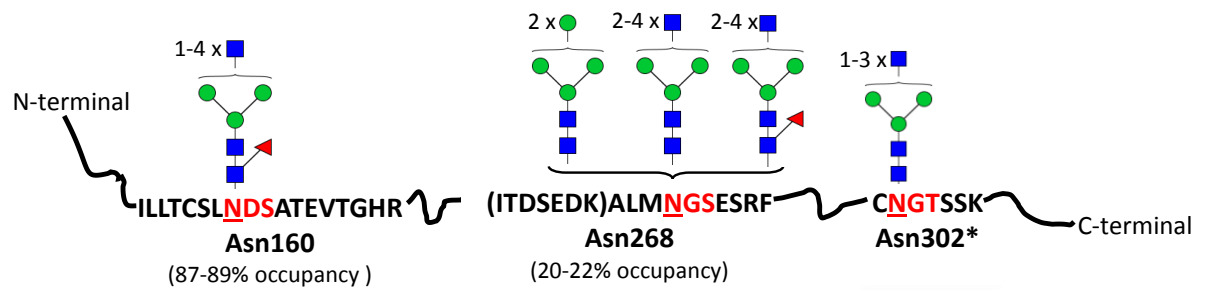 2 x
2-4 x
2-4 x
1-4 x
1-3 x
N-terminal
ILLTCSLNDSATEVTGHR
(ITDSEDK)ALMNGSESRF
CNGTSSK
C-terminal
Asn160
Asn268
Asn302*
(87-89% occupancy )
(20-22% occupancy)